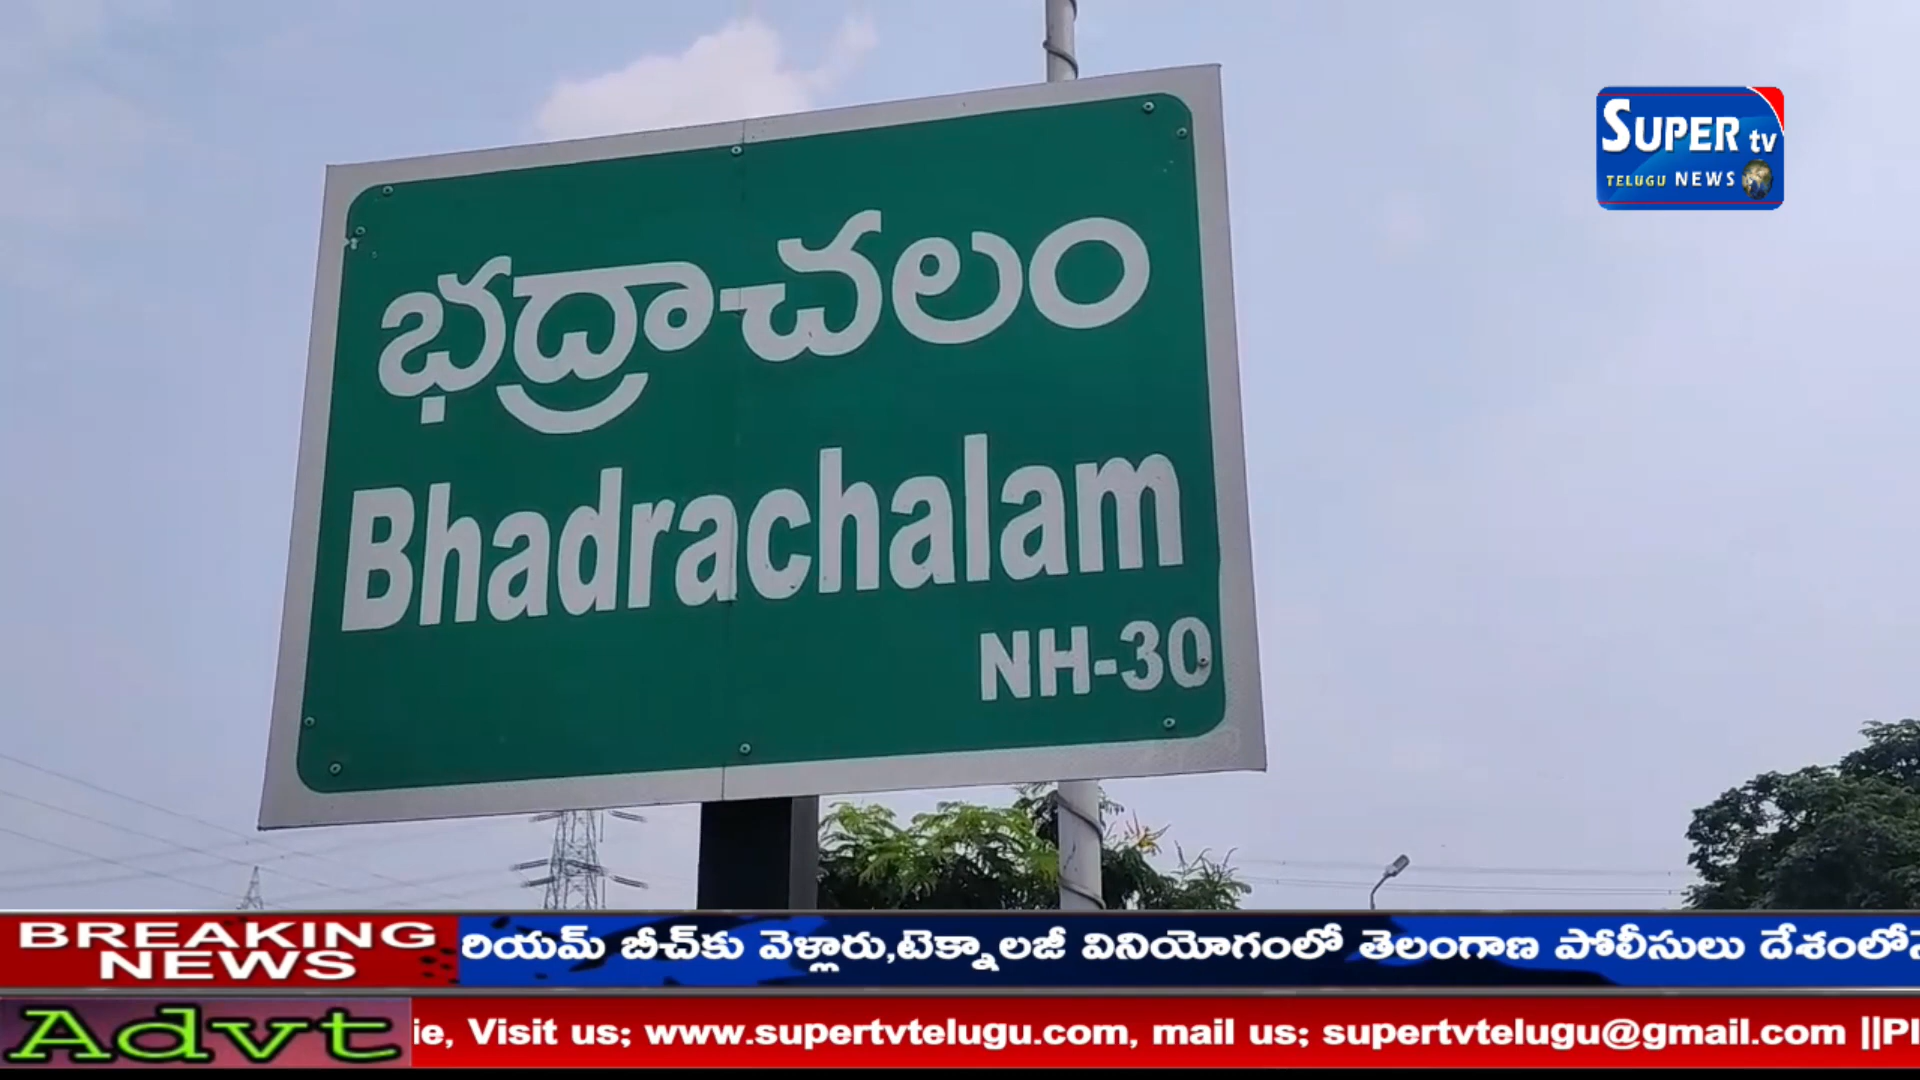 SUPER tv
TELUGU NEWS
భద్రాచలం
Bhadrachalam
NH-30
BREAKING NEWS
రియమ్ బీచ్‌కు వెళ్లారు,టెక్నాలజీ వినియోగంలో తెలంగాణ పోలీసులు దేశంలో
Advt
ie, Visit us; www.supertvtelugu.com, mail us; supertvtelugu@gmail.com ||Pl